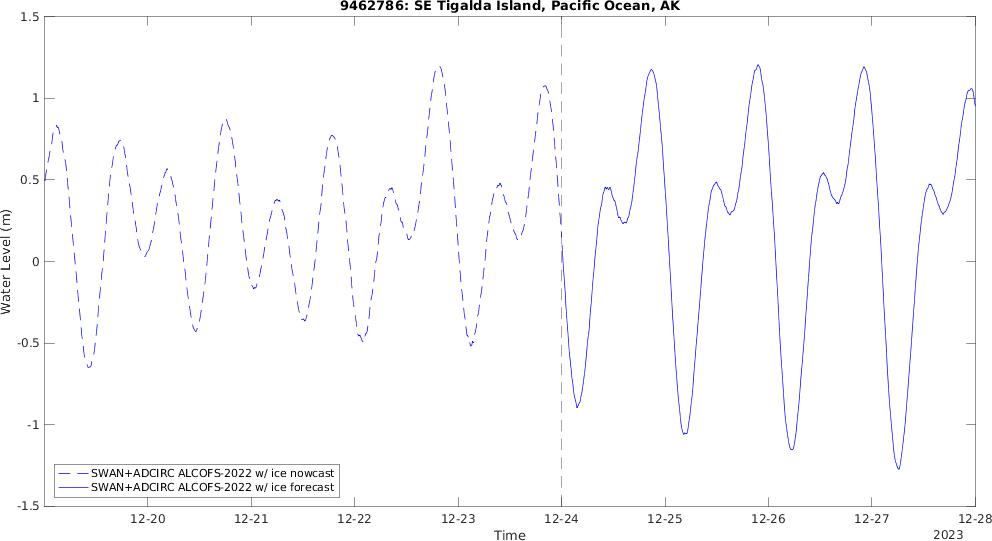 9462786: SE Tigalda Island, Pacific Ocean, AK
1.5
1
0.5
0
-0.5
-1
-1.5
Water Level (m)
SWAN+ADCIRC ALCOFS-2022 w/ ice nowcast
SWAN+ADCIRC ALCOFS-2022 w/ ice forecast
12-20 12-21 12-22 12-23 12-24 12-25 12-26 12-27 12-28
Time
2023